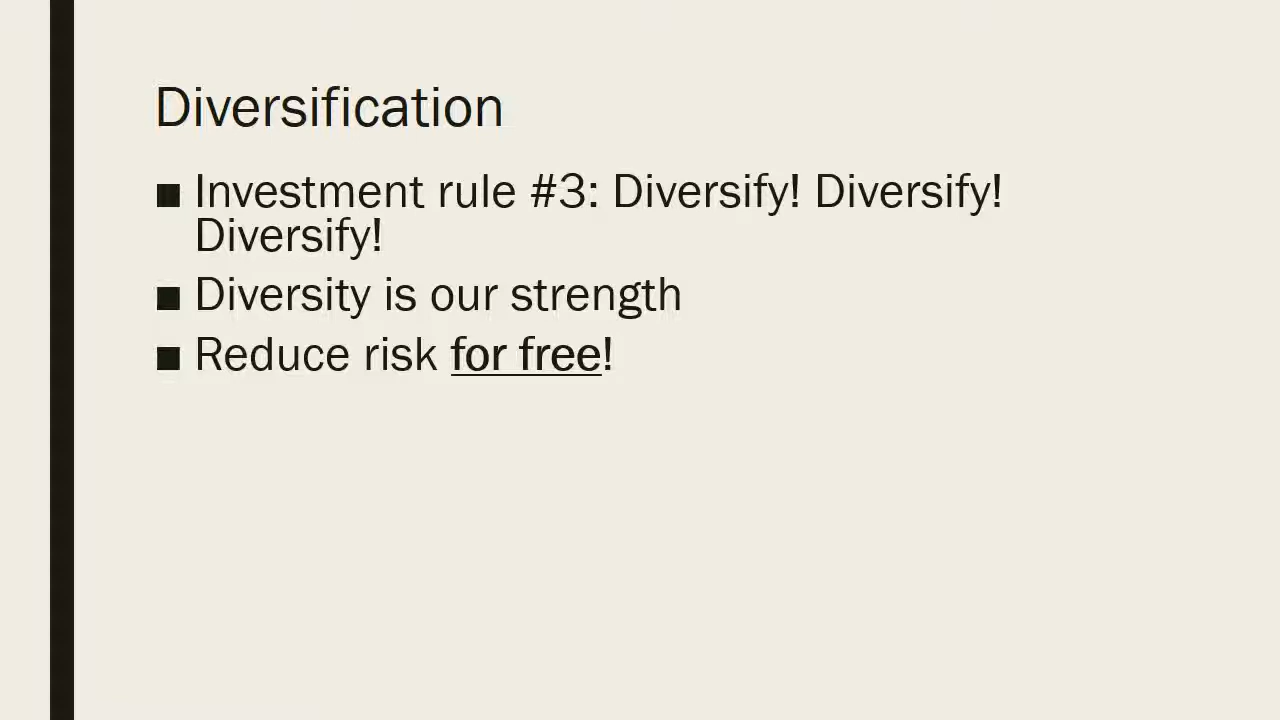 Diversification
■ Investment rule #3: Diversify! Diversify!
Diversify!
■ Diversity is our strength
■ Reduce risk for free!